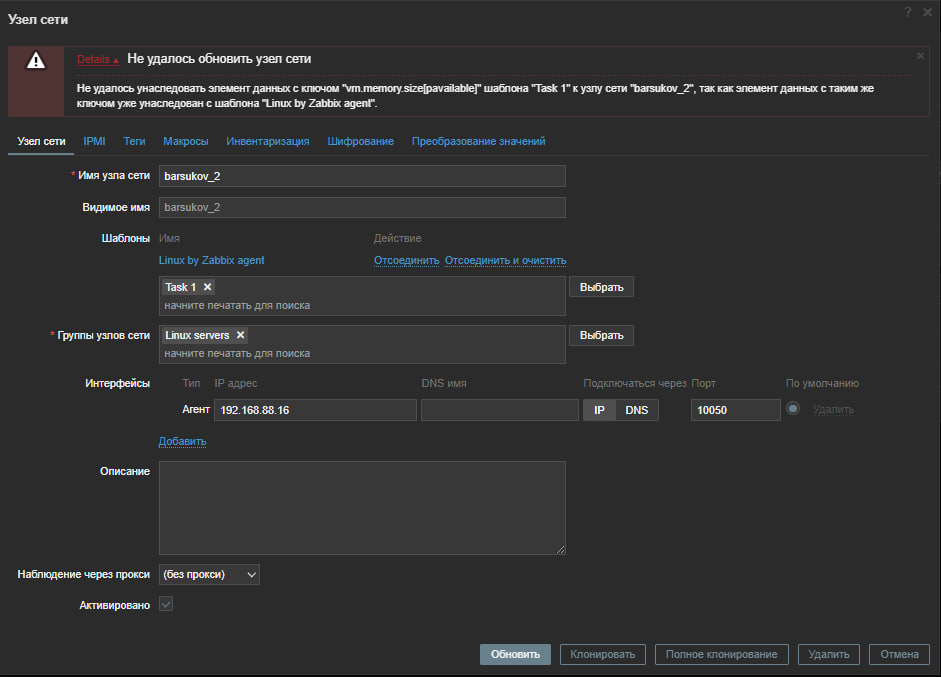 Узел сети
Details Не удалось обновить узел сети
Не удалось унаследовать элемент данных с ключом "vm.memory.size[pavailable]" шаблона "Task 1" к узлу сети "barsukov_2", так как элемент данных с таким же
ключом уже унаследован с шаблона "Linux by Zabbix agent".
Узел сети IPMI Теги Макросы Инвентаризация Шифрование Преобразование значений
* Имя узла сети barsukov_2
Видимое имя barsukov_2
Шаблоны Имя Действие
Linux by Zabbix agent Отсоединить Отсоединить и очистить
Task 1 Выбрать
начните печатать для поиска
* Группы узлов сети Linux servers Выбрать
начните печатать для поиска
Интерфейсы Тип IP адрес DNS имя Подключаться через Порт По умолчанию
Агент 192.168.88.16 IP DNS 10050 Удалить
Добавить
Описание
Наблюдение через прокси (без прокси)
Активировано
Обновить Клонировать Полное клонирование Удалить Отмена